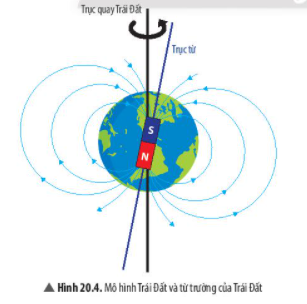 Trục quay Trái Đất
Trục từ
S
N
▲ Hình 20.4. Mô hình Trái Đất và từ trường của Trái Đất